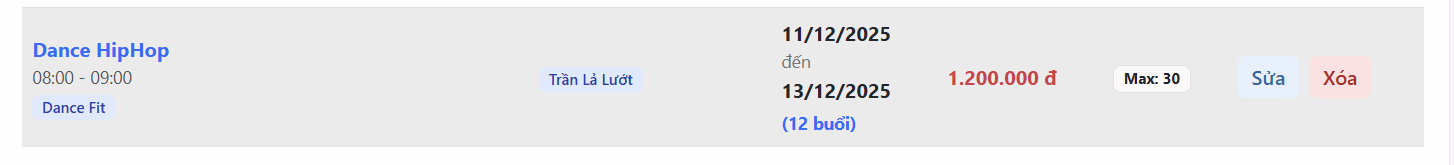 Dance HipHop
08:00 - 09:00
Dance Fit
Trần Lả Lướt
11/12/2025
đến
13/12/2025
(12 buổi)
1.200.000 đ
Max: 30
Sửa
Xóa